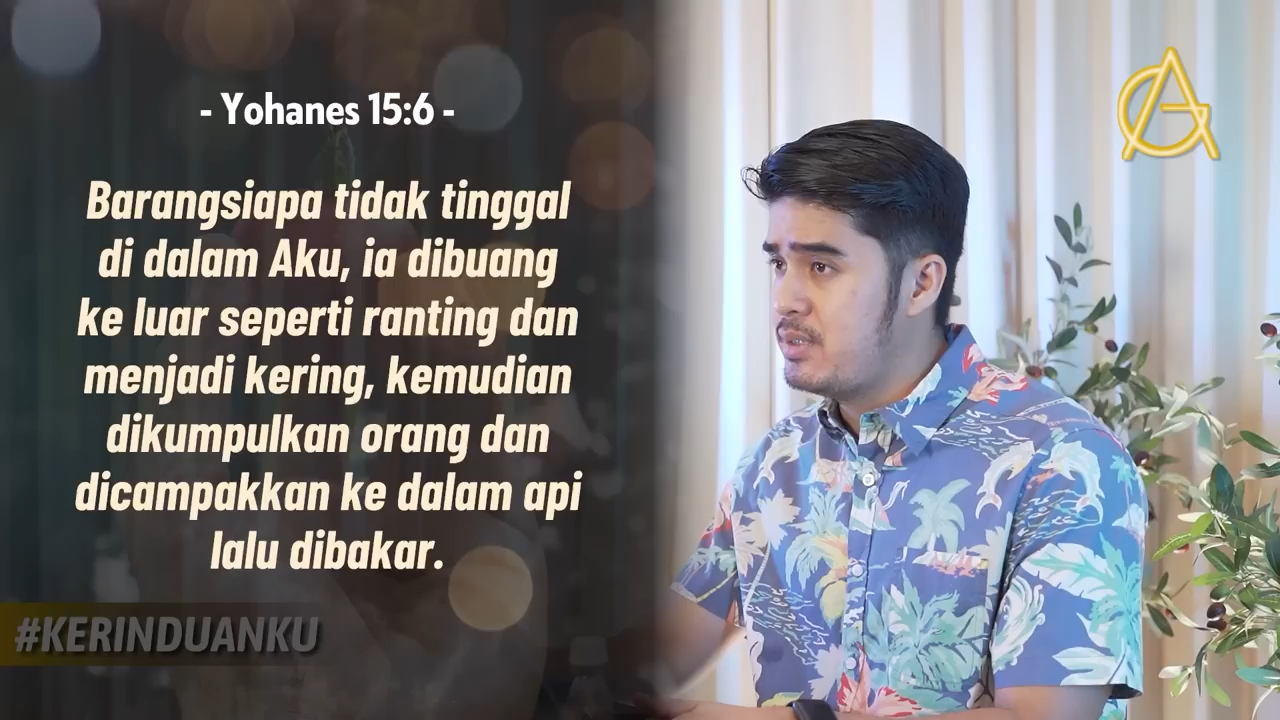 - Yohanes 15:6 -
Barangsiapa tidak tinggal
di dalam Aku, ia dibuang
ke luar seperti ranting dan
menjadi kering, kemudian
dikumpulkan orang dan
dicampakkan ke dalam api
lalu dibakar.
#KERINDUANKU